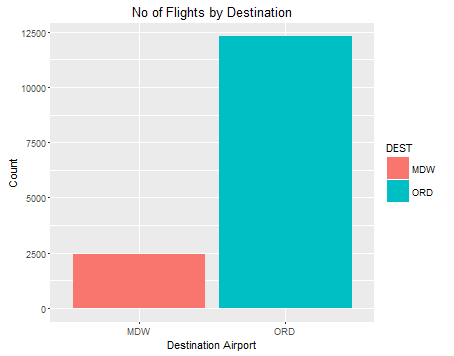 No of Flights by Destination
12500
10000
7500
5000
2500
0
Count
MDW
ORD
Destination Airport
DEST
MDW
ORD